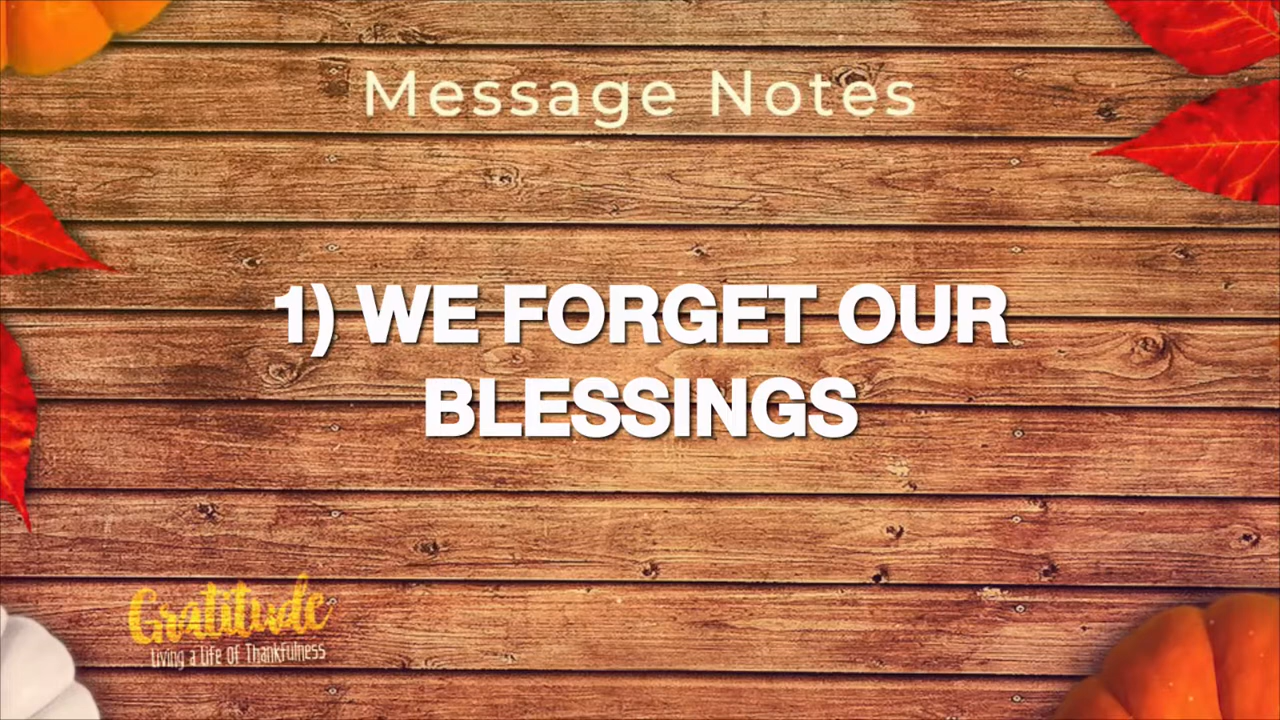 Message Notes
1) WE FORGET OUR
BLESSINGS
Gratitude
Living a Life of Thankfulness